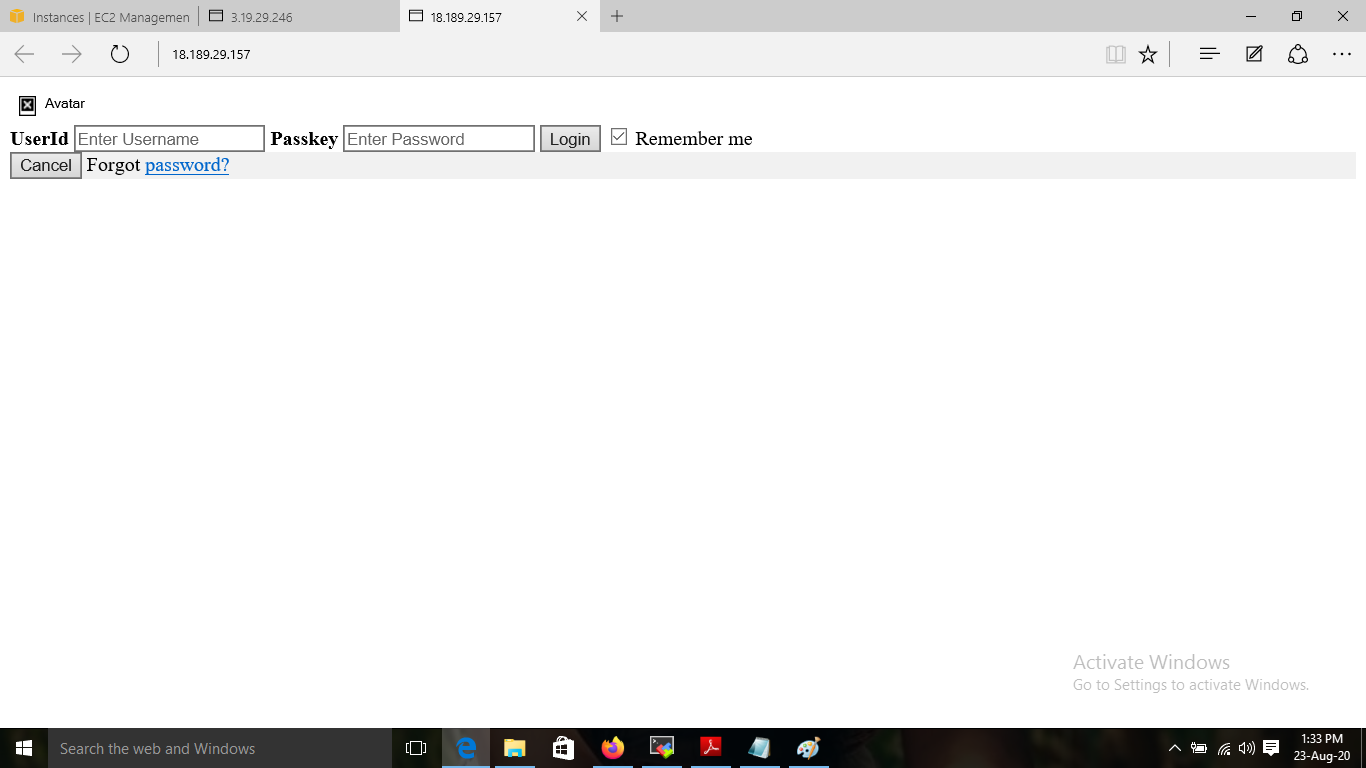 Instances | EC2 Managemen 3.19.29.246 18.189.29.157
18.189.29.157
Avatar
UserId Enter Username Passkey Enter Password Login Remember me
Cancel Forgot password?
Activate Windows
Go to Settings to activate Windows.
Search the web and Windows
1:33 PM
23-Aug-20